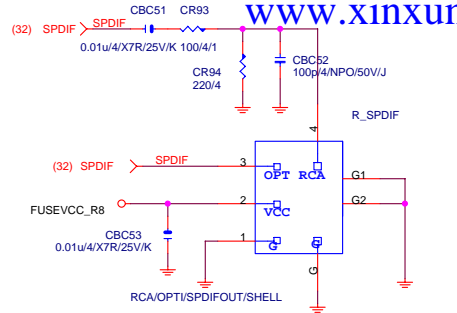 www.xinxun
(32) SPDIF SPDIF CBC51 CR93
0.01u/4/X7R/25V/K 100/4/1
CR94
220/4
CBC52
100p/4/NPO/50V/J
R_SPDIF
4
(32) SPDIF SPDIF 3 OPT RCA G1
G2
FUSEVCC_R8 2 VCC
CBC53
0.01u/4/X7R/25V/K
1 G G
G
RCA/OPTI/SPDIFOUT/SHELL